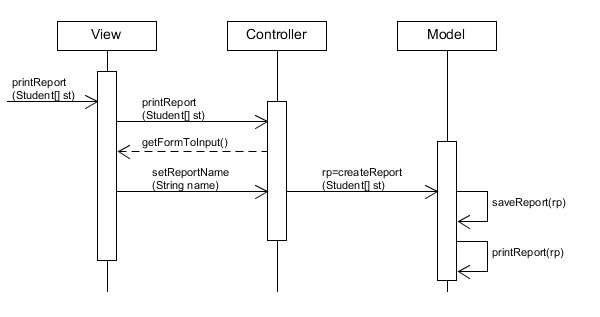 View
Controller
Model
printReport
(Student[] st)
printReport
(Student[] st)
getFormToInput()
setReportName
(String name)
rp=createReport
(Student[] st)
saveReport(rp)
printReport(rp)